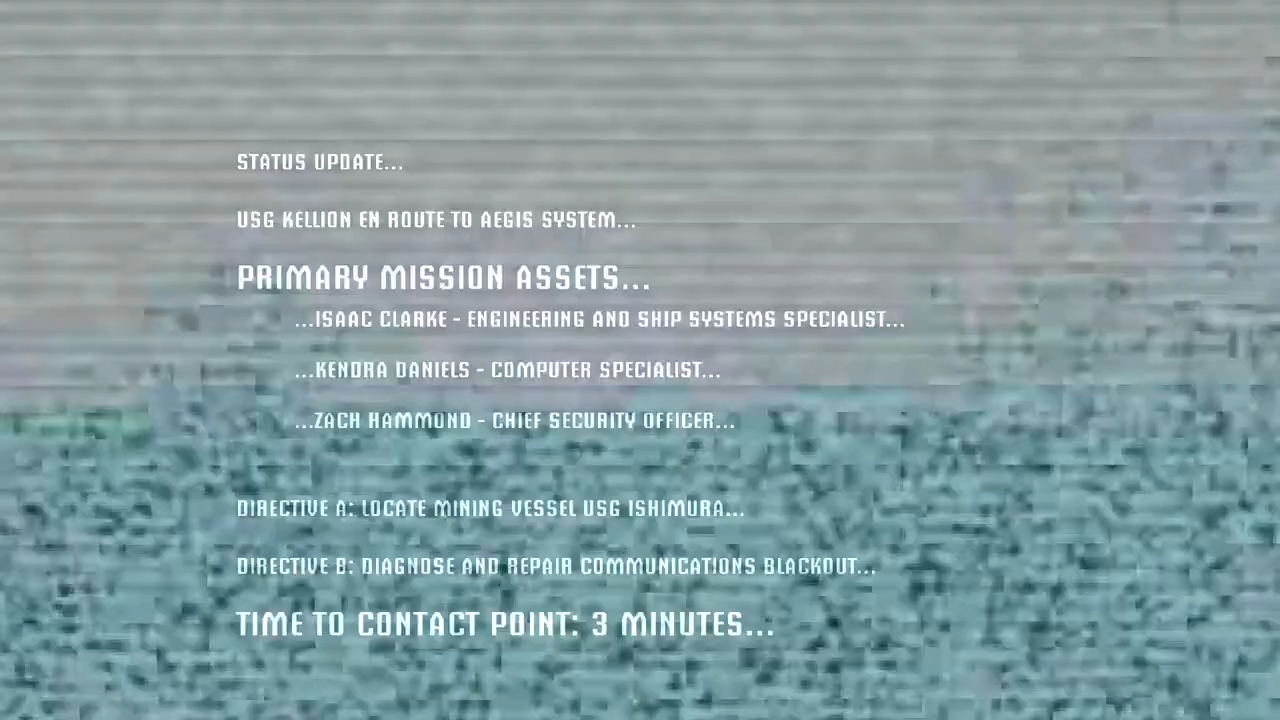 STATUS UPDATE...
USG KELLION EN ROUTE TO AEGIS SYSTEM...
PRIMARY MISSION ASSETS...
...ISAAC CLARKE - ENGINEERING AND SHIP SYSTEMS SPECIALIST...
...KENDRA DANIELS - COMPUTER SPECIALIST...
...ZACH HAMMOND - CHIEF SECURITY OFFICER...
DIRECTIVE A: LOCATE MINING VESSEL USG ISHIMURA...
DIRECTIVE B: DIAGNOSE AND REPAIR COMMUNICATIONS BLACKOUT...
TIME TO CONTACT POINT: 3 MINUTES...